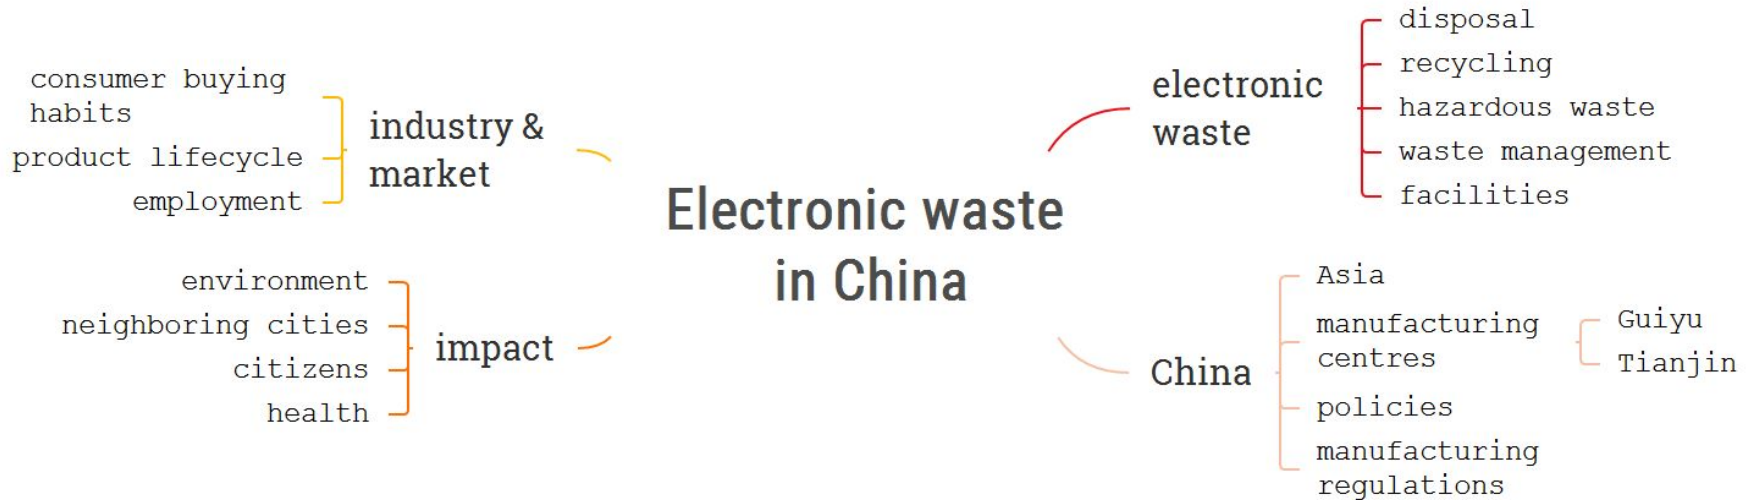 Electronic waste
in China
electronic
waste
disposal
recycling
hazardous waste
waste management
facilities
China
Asia
manufacturing
centres
Guiyu
Tianjin
policies
manufacturing
regulations
industry &
market
consumer buying
habits
product lifecycle
employment
impact
environment
neighboring cities
citizens
health